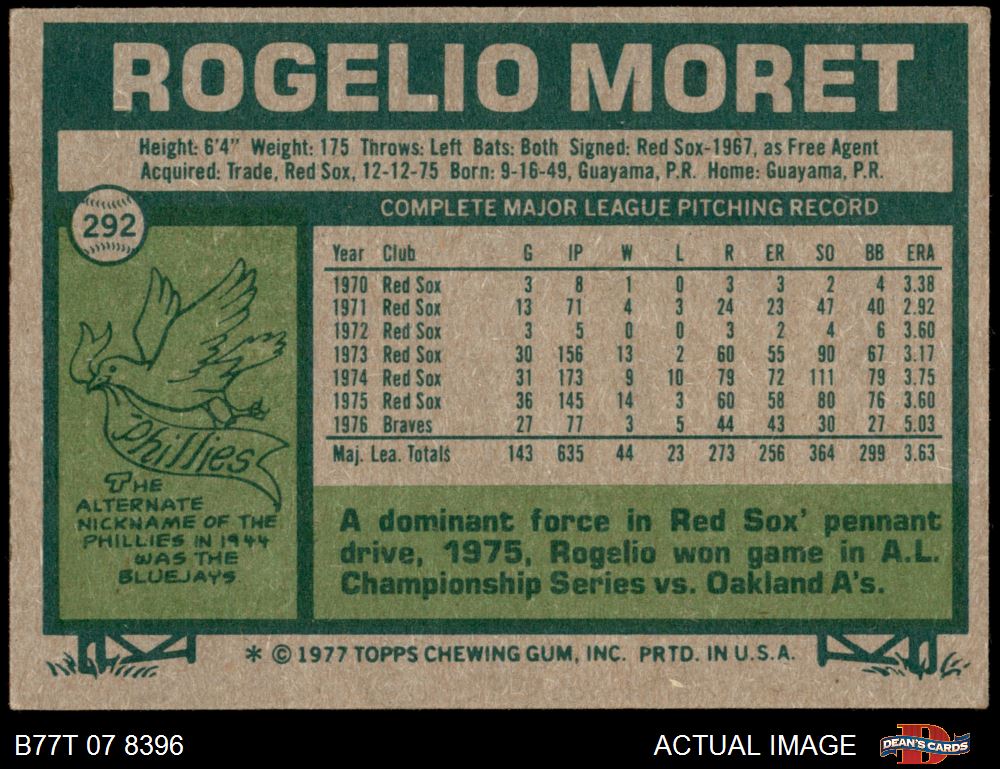 ROGELIO MORET
Height: 6'4" Weight: 175 Throws: Left Bats: Both Signed: Red Sox-1967, as Free Agent
Acquired: Trade, Red Sox, 12-12-75 Born: 9-16-49, Guayama, P.R. Home: Guayama, P.R.
292
COMPLETE MAJOR LEAGUE PITCHING RECORD
Year Club G IP W L R ER SO BB ERA
1970 Red Sox 3 8 1 0 3 3 2 4 3.38
1971 Red Sox 13 71 4 3 24 23 47 40 2.92
1972 Red Sox 3 5 0 0 3 2 4 6 3.60
1973 Red Sox 30 156 13 2 60 55 90 67 3.17
1974 Red Sox 31 173 9 10 79 72 111 79 3.75
1975 Red Sox 36 145 14 3 60 58 80 76 3.60
1976 Braves 27 77 3 5 44 43 30 27 5.03
Maj. Lea. Totals 143 635 44 23 273 256 364 299 3.63
Phillies
THE
ALTERNATE
NICKNAME OF THE
PHILLIES IN 1944
WAS THE
BLUEJAYS
A dominant force in Red Sox' pennant
drive, 1975, Rogelio won game in A.L.
Championship Series vs. Oakland A's.
* © 1977 TOPPS CHEWING GUM, INC. PRTD. IN U.S.A.
B77T 07 8396
ACTUAL IMAGE
DEAN'S CARDS